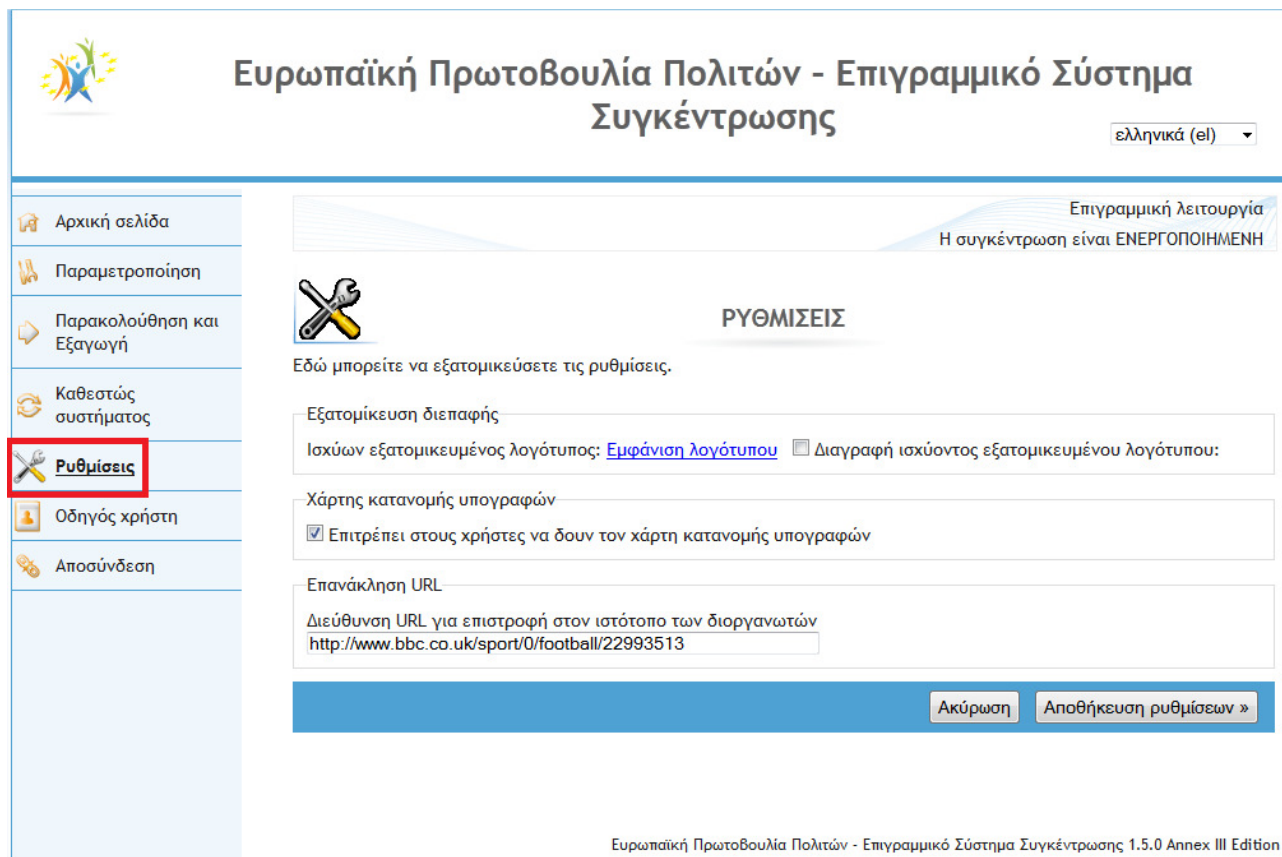 Ευρωπαϊκή Πρωτοβουλία Πολιτών - Επιγραμμικό Σύστημα
Συγκέντρωσης
ελληνικά (el)
Αρχική σελίδα
Παραμετροποίηση
Παρακολούθηση και
Εξαγωγή
Καθεστώς
συστήματος
Ρυθμίσεις
Οδηγός χρήστη
Αποσύνδεση
Επιγραμμική λειτουργία
Η συγκέντρωση είναι ΕΝΕΡΓΟΠΟΙΗΜΕΝΗ
ΡΥΘΜΙΣΕΙΣ
Εδώ μπορείτε να εξατομικεύσετε τις ρυθμίσεις.
Εξατομίκευση διεπαφής
Ισχύων εξατομικευμένος λογότυπος: Εμφάνιση λογότυπου Διαγραφή ισχύοντος εξατομικευμένου λογότυπου:
Χάρτης κατανομής υπογραφών
Επιτρέπει στους χρήστες να δουν τον χάρτη κατανομής υπογραφών
Επανάκληση URL
Διεύθυνση URL για επιστροφή στον ιστότοπο των διοργανωτών
http://www.bbc.co.uk/sport/0/football/22993513
Ακύρωση Αποθήκευση ρυθμίσεων »
Ευρωπαϊκή Πρωτοβουλία Πολιτών - Επιγραμμικό Σύστημα Συγκέντρωσης 1.5.0 Annex III Edition